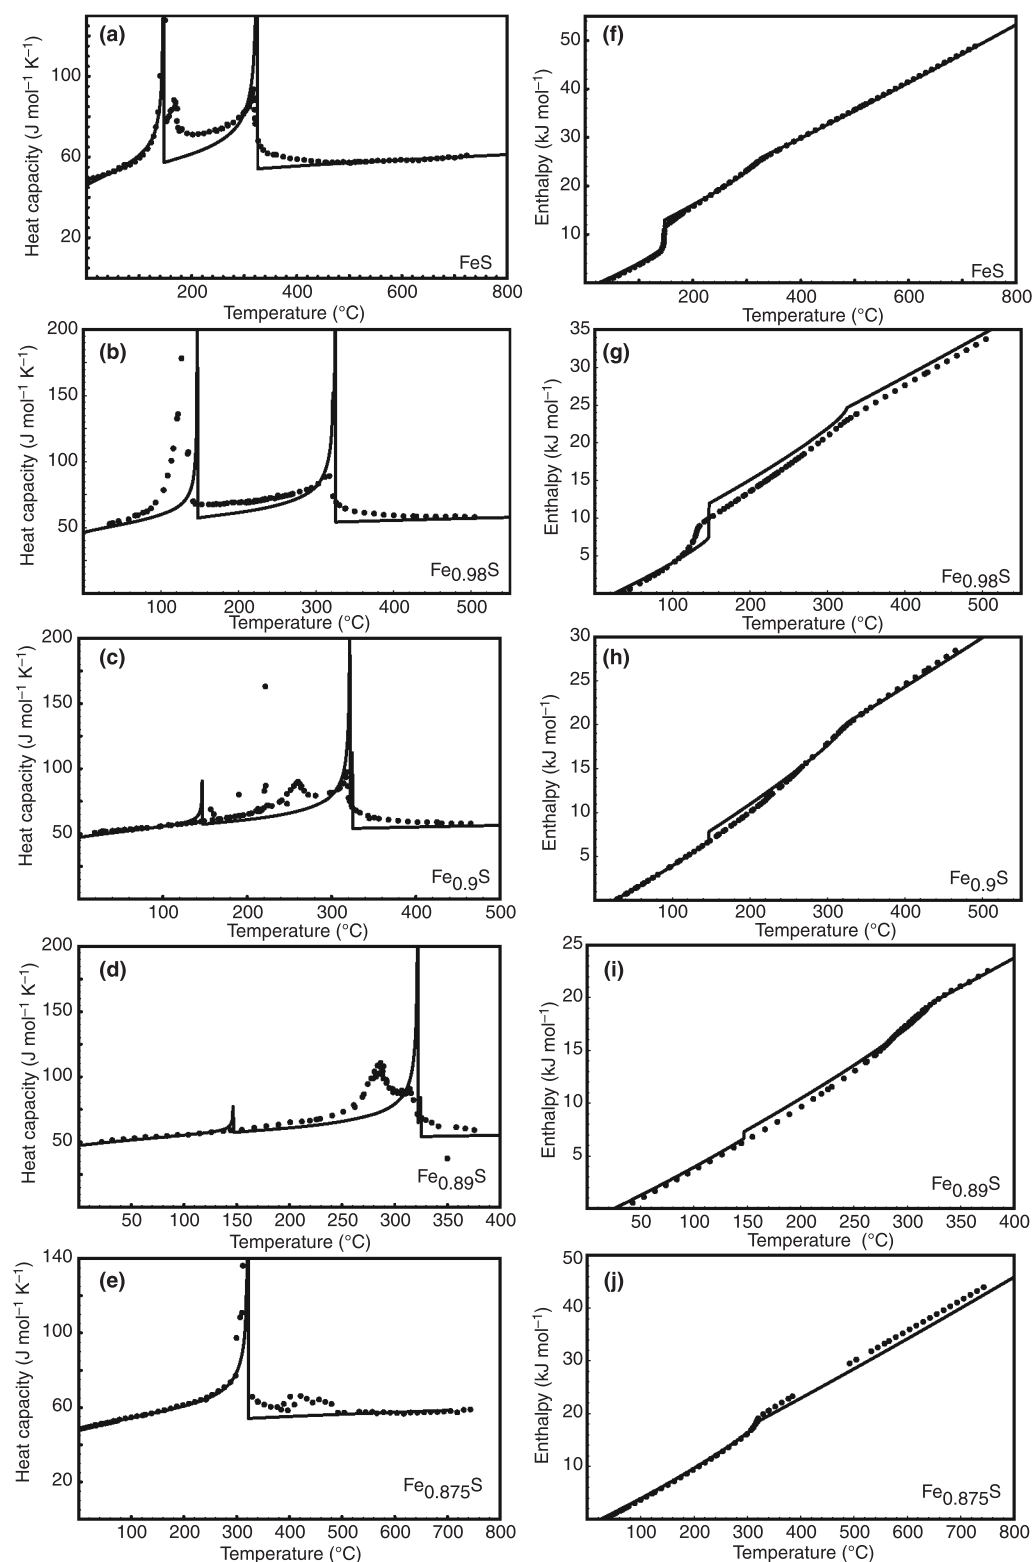 (a)
Heat capacity (J mol⁻¹ K⁻¹)
100
60
20
200 400 600 800
Temperature (°C)
FeS
(f)
Enthalpy (kJ mol⁻¹)
50
40
30
20
10
200 400 600 800
Temperature (°C)
FeS
(b)
Heat capacity (J mol⁻¹ K⁻¹)
200
150
100
50
100 200 300 400 500
Temperature (°C)
Fe₀.₉₈S
(g)
Enthalpy (kJ mol⁻¹)
35
30
25
20
15
10
5
100 200 300 400 500
Temperature (°C)
Fe₀.₉₈S
(c)
Heat capacity (J mol⁻¹ K⁻¹)
200
150
100
50
100 200 300 400 500
Temperature (°C)
Fe₀.₉S
(h)
Enthalpy (kJ mol⁻¹)
30
25
20
15
10
5
100 200 300 400 500
Temperature (°C)
Fe₀.₉S
(d)
Heat capacity (J mol⁻¹ K⁻¹)
200
150
100
50
50 100 150 200 250 300 350 400
Temperature (°C)
Fe₀.₈₉S
(i)
Enthalpy (kJ mol⁻¹)
25
20
15
10
5
50 100 150 200 250 300 350 400
Temperature (°C)
Fe₀.₈₉S
(e)
Heat capacity (J mol⁻¹ K⁻¹)
140
100
60
20
100 200 300 400 500 600 700 800
Temperature (°C)
Fe₀.₈₇₅S
(j)
Enthalpy (kJ mol⁻¹)
50
40
30
20
10
100 200 300 400 500 600 700 800
Temperature (°C)
Fe₀.₈₇₅S